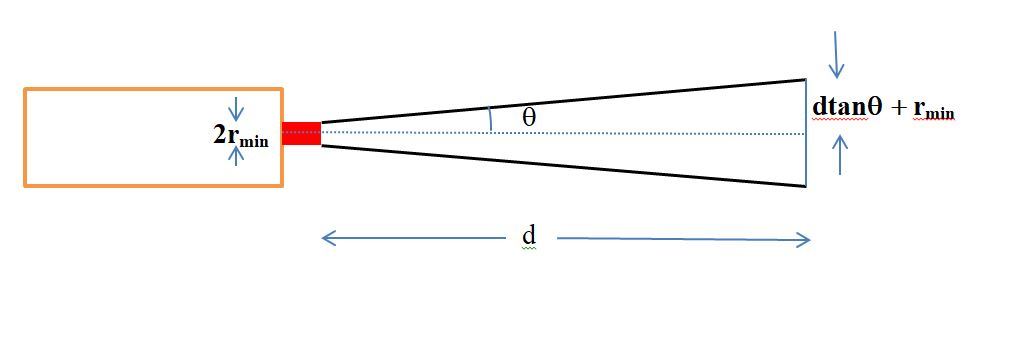 θ
dtanθ + rmin
2rmin
d